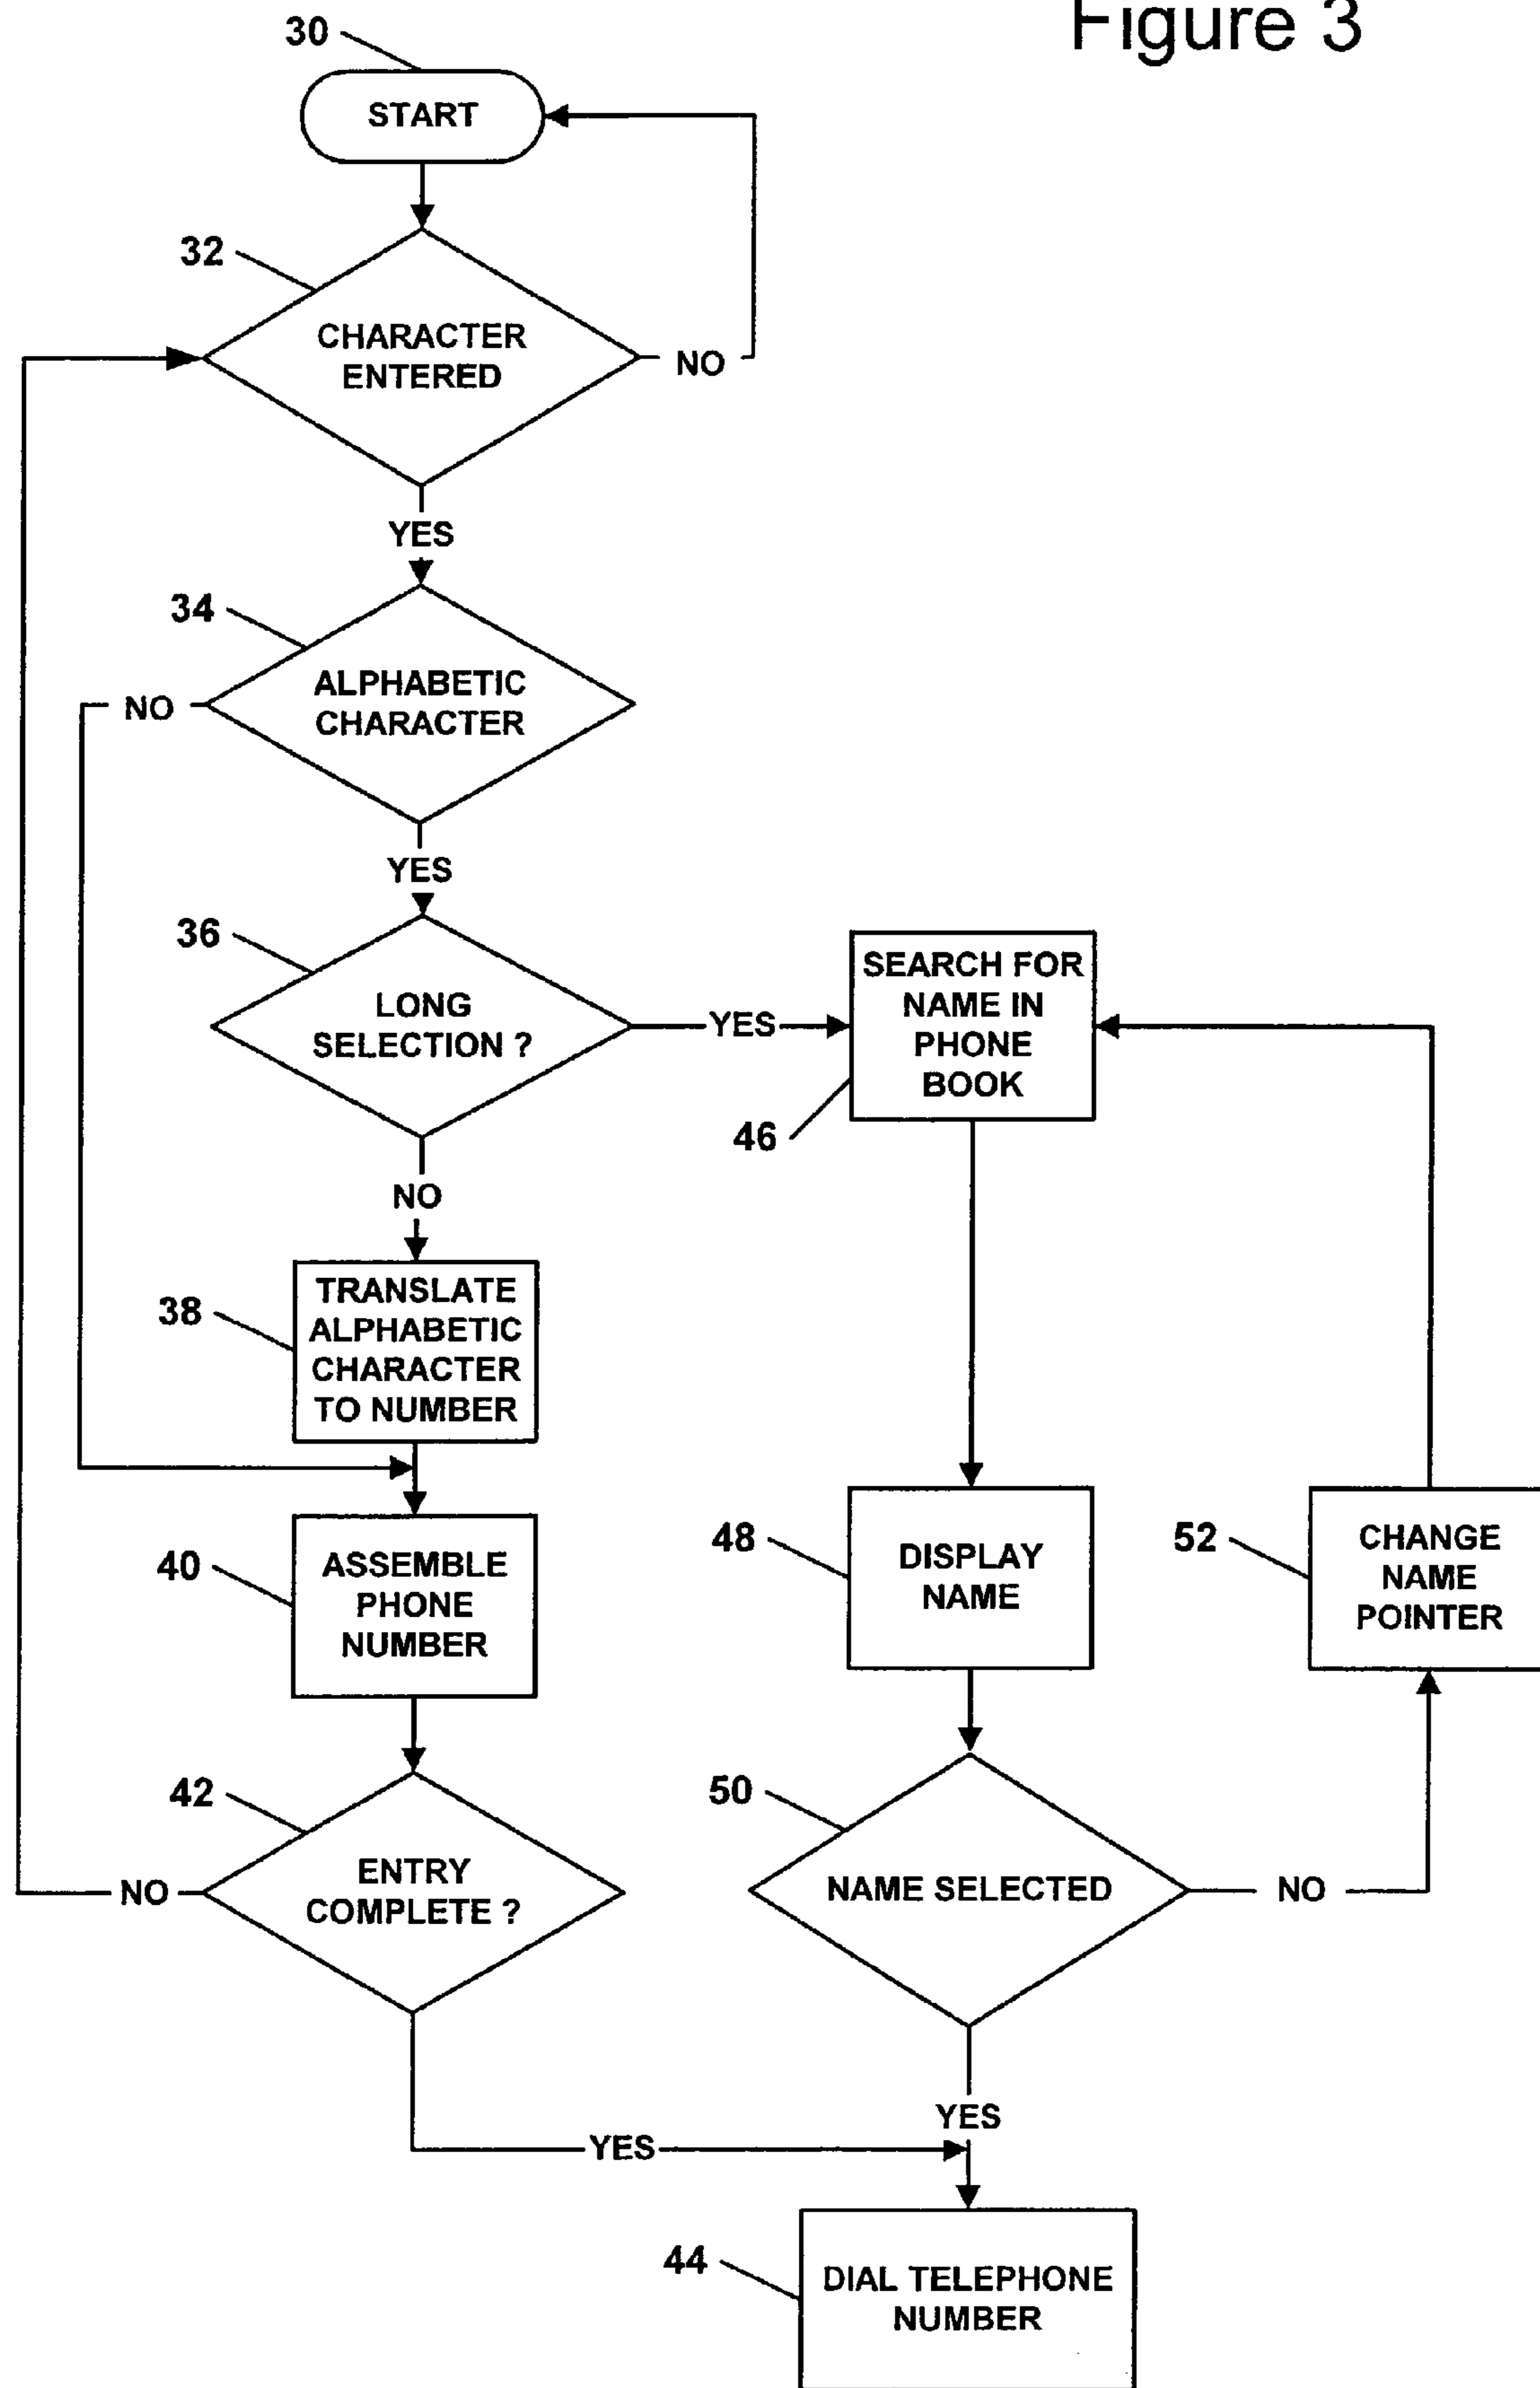 Figure 3
30
START
32
CHARACTER
ENTERED
NO
YES
34
ALPHABETIC
CHARACTER
NO
YES
36
LONG
SELECTION ?
YES
SEARCH FOR
NAME IN
PHONE
BOOK
46
NO
38
TRANSLATE
ALPHABETIC
CHARACTER
TO NUMBER
40
ASSEMBLE
PHONE
NUMBER
48
DISPLAY
NAME
52
CHANGE
NAME
POINTER
42
ENTRY
COMPLETE ?
NO
50
NAME SELECTED
NO
YES
YES
44
DIAL TELEPHONE
NUMBER